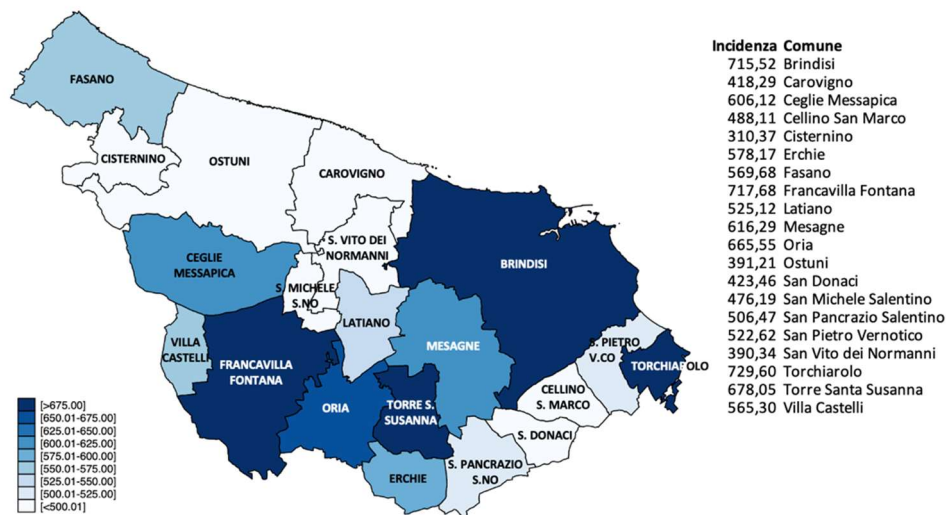 FASANO
CISTERNINO
OSTUNI
CAROVIGNO
S. VITO DEI
NORMANNI
BRINDISI
CEGLIE
MESSAPICA
S. MICHELE
S.NO
LATIANO
MESAGNE
S. PIETRO
V.CO
TORCHIAROLO
VILLA
CASTELLI
FRANCAVILLA
FONTANA
ORIA
TORRE S.
SUSANNA
CELLINO
S. MARCO
S. DONACI
S. PANCRAZIO
S.NO
ERCHIE
[>675.00]
[650.01-675.00]
[625.01-650.00]
[600.01-625.00]
[575.01-600.00]
[550.01-575.00]
[525.01-550.00]
[500.01-525.00]
[<500.01]
Incidenza Comune
715,52 Brindisi
418,29 Carovigno
606,12 Ceglie Messapica
488,11 Cellino San Marco
310,37 Cisternino
578,17 Erchie
569,68 Fasano
717,68 Francavilla Fontana
525,12 Latiano
616,29 Mesagne
665,55 Oria
391,21 Ostuni
423,46 San Donaci
476,19 San Michele Salentino
506,47 San Pancrazio Salentino
522,62 San Pietro Vernotico
390,34 San Vito dei Normanni
729,60 Torchiarolo
678,05 Torre Santa Susanna
565,30 Villa Castelli